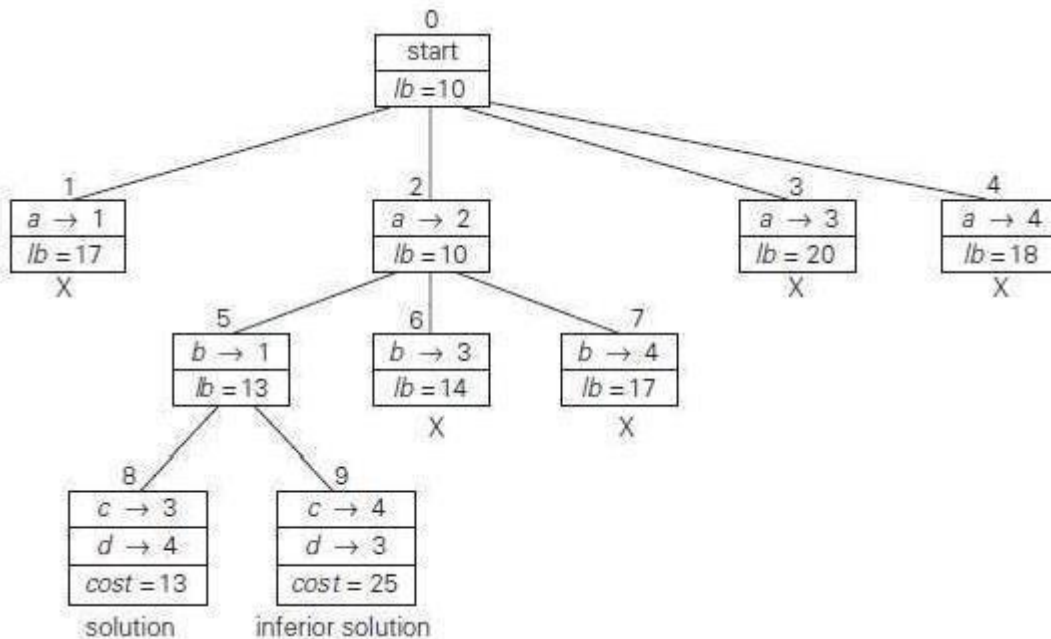 0
start
lb = 10
1
2
3
4
a → 1
a → 2
a → 3
a → 4
lb = 17
lb = 10
lb = 20
lb = 18
X
X
X
5
6
7
b → 1
b → 3
b → 4
lb = 13
lb = 14
lb = 17
X
X
8
9
c → 3
c → 4
d → 4
d → 3
cost = 13
cost = 25
solution
inferior solution